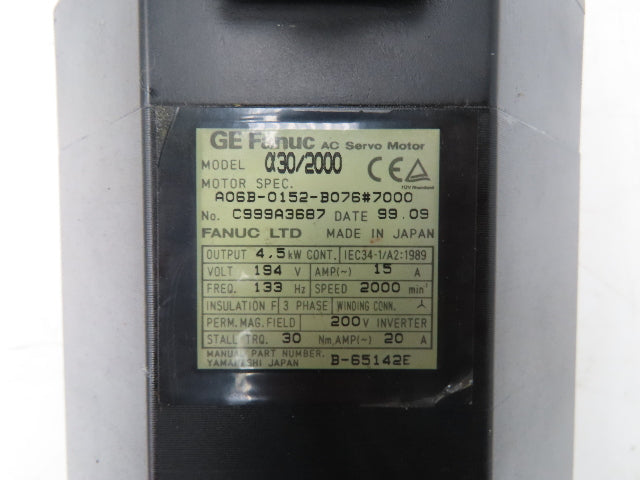 GE Fanuc AC Servo Motor
MODEL α30/2000 CE
TÜV Rheinland
MOTOR SPEC.
A06B-0152-B076#7000
No. C999A3687 DATE 99.09
FANUC LTD MADE IN JAPAN
OUTPUT 4.5 kW CONT. IEC34-1/A2:1989
VOLT 194 V AMP(~) 15 A
FREQ. 133 Hz SPEED 2000 min⁻¹
INSULATION F 3 PHASE WINDING CONN. 人
PERM.MAG.FIELD 200V INVERTER
STALL TRQ. 30 Nm,AMP(~) 20 A
MANUAL PART NUMBER.
YAMANASHI JAPAN B-65142E